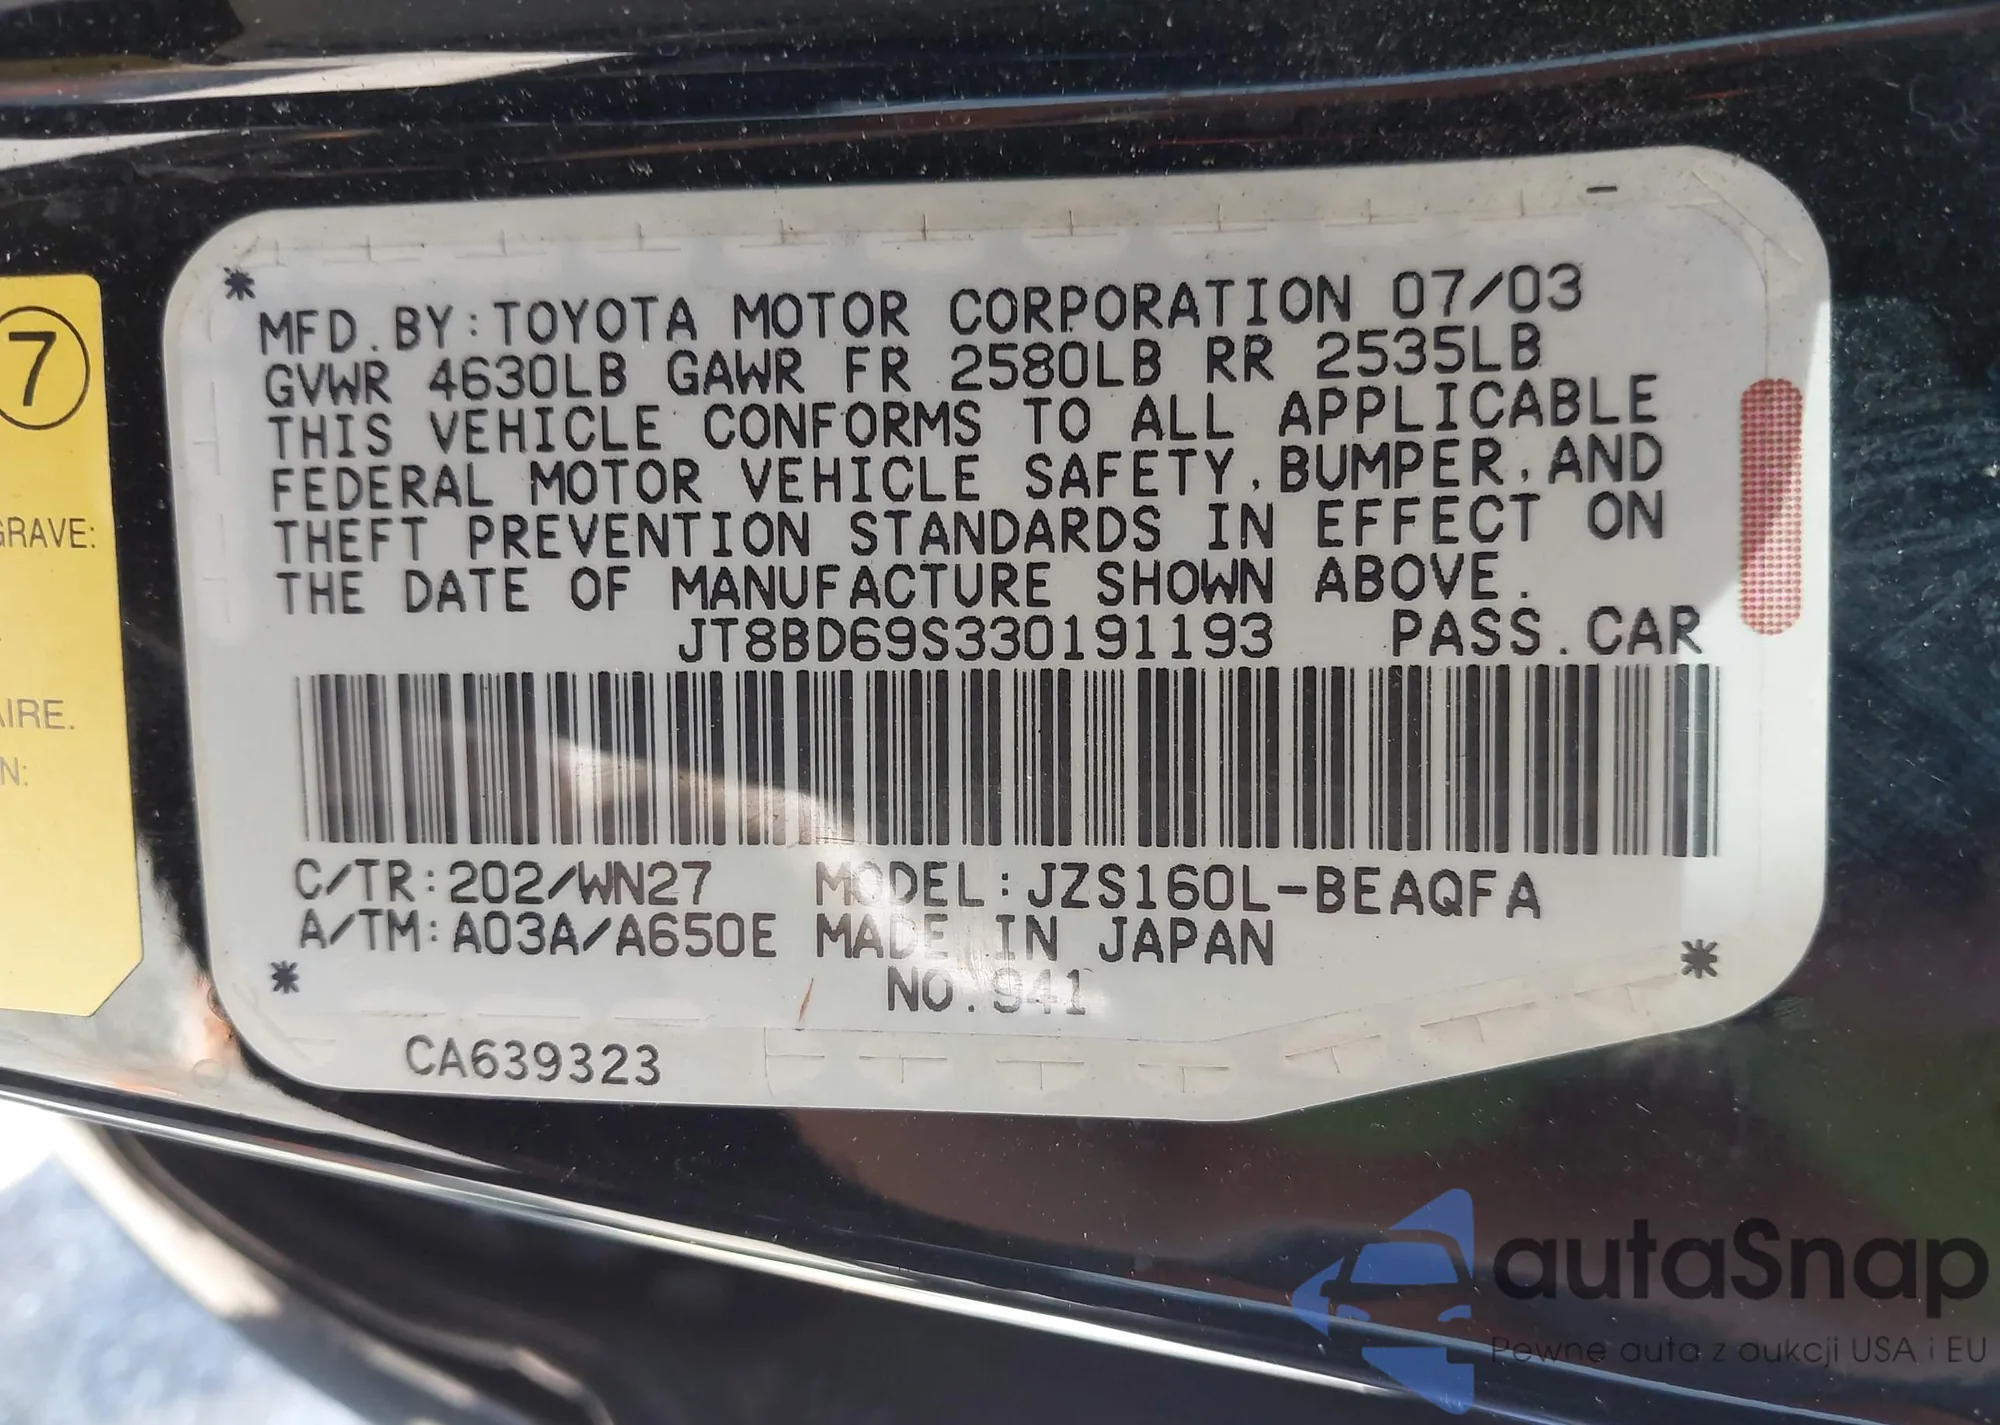 7
GRAVE:
AIRE.
N:
MFD. BY: TOYOTA MOTOR CORPORATION 07/03
GVWR 4630LB GAWR FR 2580LB RR 2535LB
THIS VEHICLE CONFORMS TO ALL APPLICABLE
FEDERAL MOTOR VEHICLE SAFETY, BUMPER, AND
THEFT PREVENTION STANDARDS IN EFFECT ON
THE DATE OF MANUFACTURE SHOWN ABOVE.
JT8BD69S330191193 PASS. CAR
C/TR: 202/WN27 MODEL: JZS160L-BEAQFA
A/TM: A03A/A650E MADE IN JAPAN
NO. 941
CA639323
autaSnap
Pewne auta z aukcji USA i EU